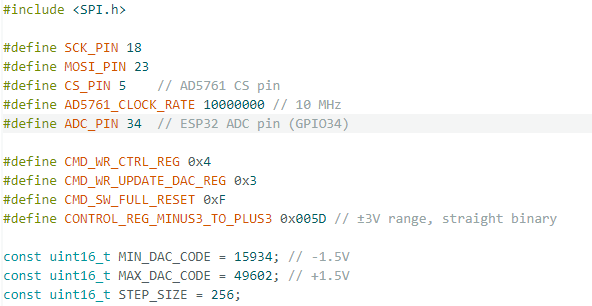 #include <SPI.h>
#define SCK_PIN 18
#define MOSI_PIN 23
#define CS_PIN 5    // AD5761 CS pin
#define AD5761_CLOCK_RATE 10000000 // 10 MHz
#define ADC_PIN 34  // ESP32 ADC pin (GPIO34)
#define CMD_WR_CTRL_REG 0x4
#define CMD_WR_UPDATE_DAC_REG 0x3
#define CMD_SW_FULL_RESET 0xF
#define CONTROL_REG_MINUS3_TO_PLUS3 0x005D // ±3V range, straight binary
const uint16_t MIN_DAC_CODE = 15934; // -1.5V
const uint16_t MAX_DAC_CODE = 49602; // +1.5V
const uint16_t STEP_SIZE = 256;